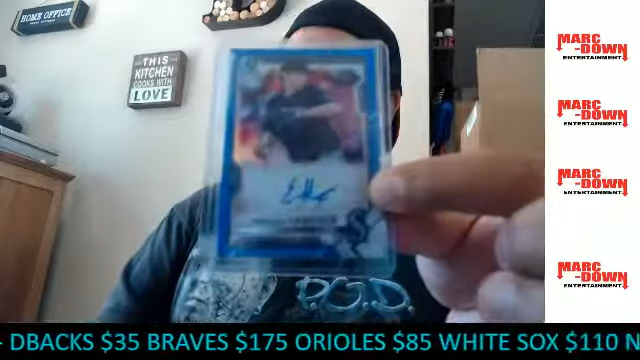 HOME OFFICE
THIS
KITCHEN
COOKS WITH
LOVE
P.O.D.
MARC
-DOWN
ENTERTAINMENT
MARC
-DOWN
ENTERTAINMENT
MARC
-DOWN
ENTERTAINMENT
MARC
-DOWN
ENTERTAINMENT
- DBACKS $35 BRAVES $175 ORIOLES $85 WHITE SOX $110 N